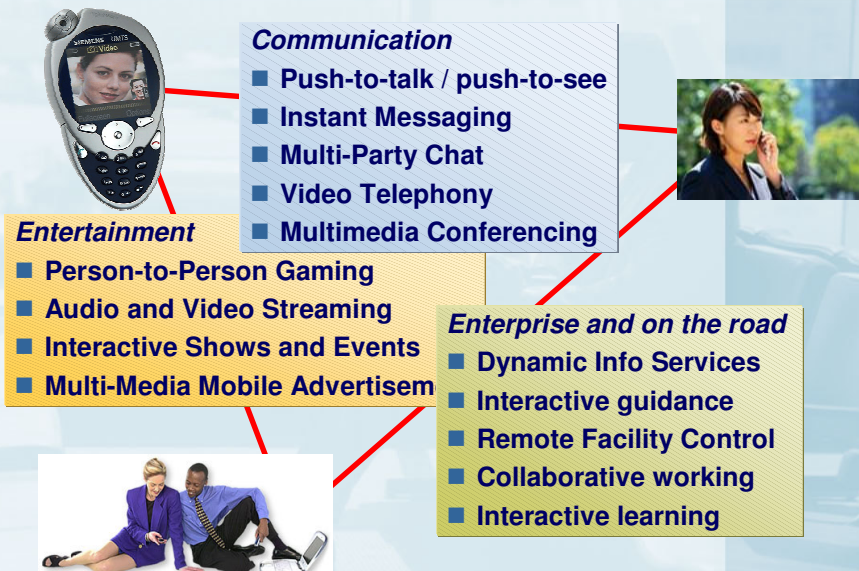 SIEMENS
Video
Communication
Push-to-talk / push-to-see
Instant Messaging
Multi-Party Chat
Video Telephony
Multimedia Conferencing
Entertainment
Person-to-Person Gaming
Audio and Video Streaming
Interactive Shows and Events
Multi-Media Mobile Advertisem
Enterprise and on the road
Dynamic Info Services
Interactive guidance
Remote Facility Control
Collaborative working
Interactive learning